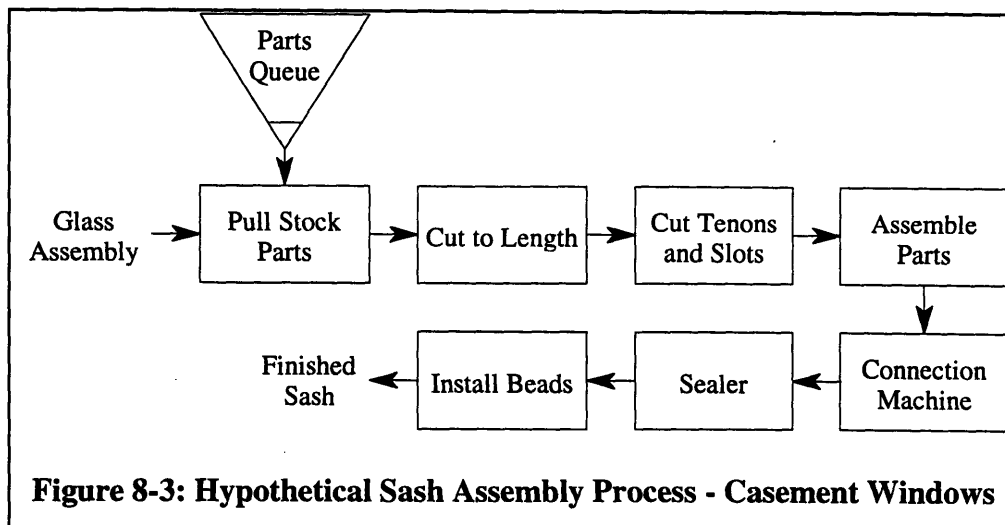 Parts
Queue
Glass
Assembly
Pull Stock
Parts
Cut to Length
Cut Tenons
and Slots
Assemble
Parts
Connection
Machine
Sealer
Install Beads
Finished
Sash
Figure 8-3: Hypothetical Sash Assembly Process - Casement Windows